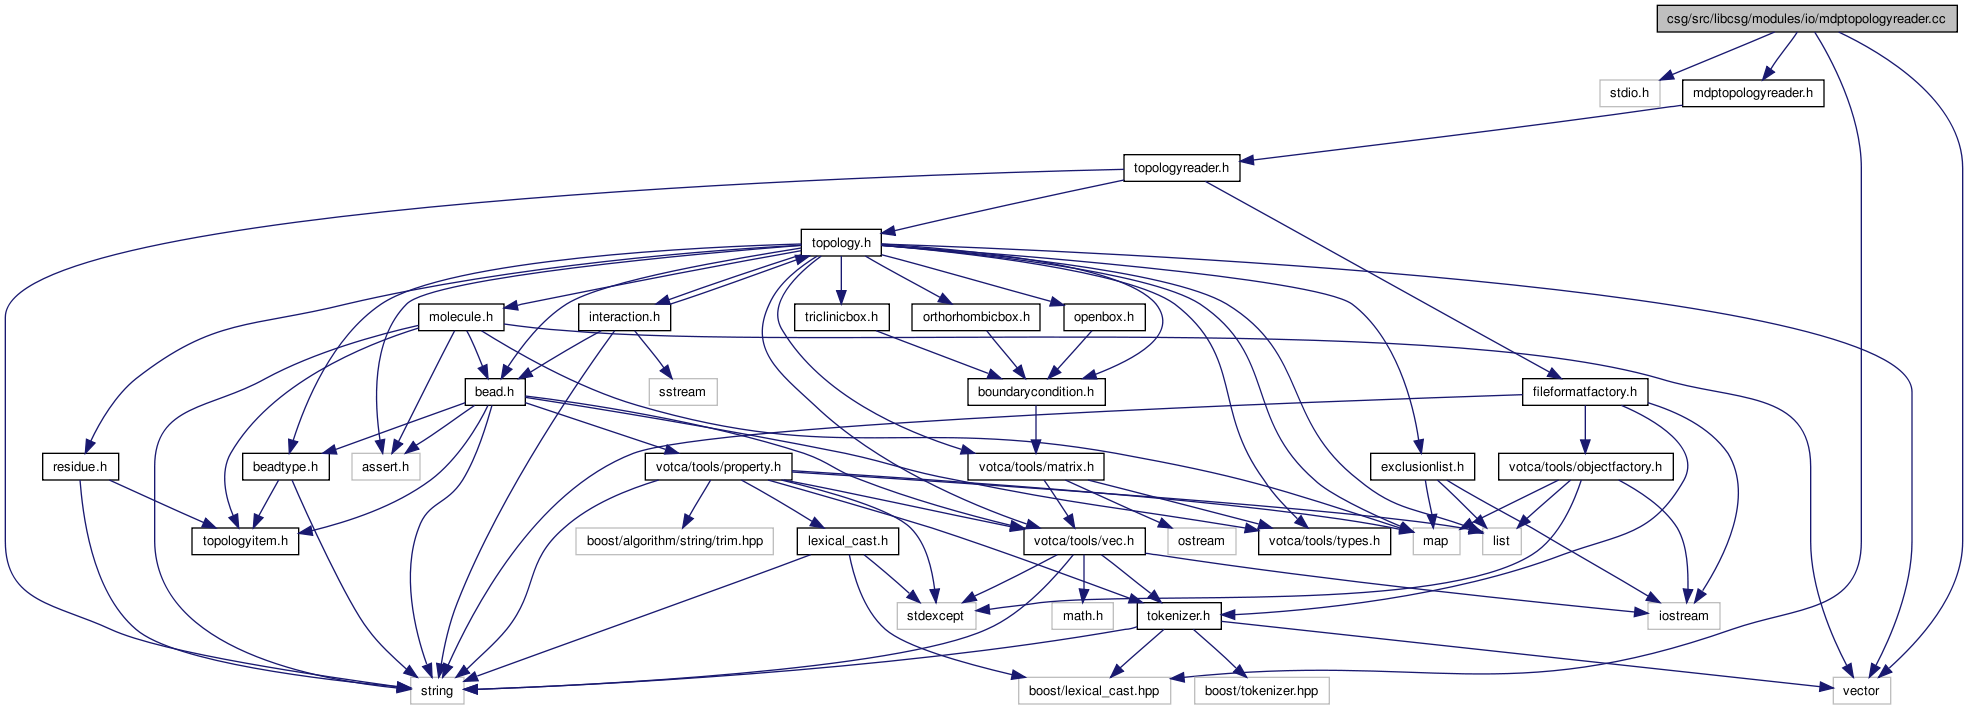 csg/src/libcsg/modules/io/mdptopologyreader.cc
stdio.h
mdptopologyreader.h
topologyreader.h
topology.h
molecule.h
interaction.h
triclinicbox.h
orthorhombicbox.h
openbox.h
bead.h
sstream
boundarycondition.h
fileformatfactory.h
residue.h
beadtype.h
assert.h
votca/tools/property.h
votca/tools/matrix.h
exclusionlist.h
votca/tools/objectfactory.h
topologyitem.h
boost/algorithm/string/trim.hpp
lexical_cast.h
votca/tools/vec.h
ostream
votca/tools/types.h
map
list
stdexcept
math.h
tokenizer.h
iostream
string
boost/lexical_cast.hpp
boost/tokenizer.hpp
vector